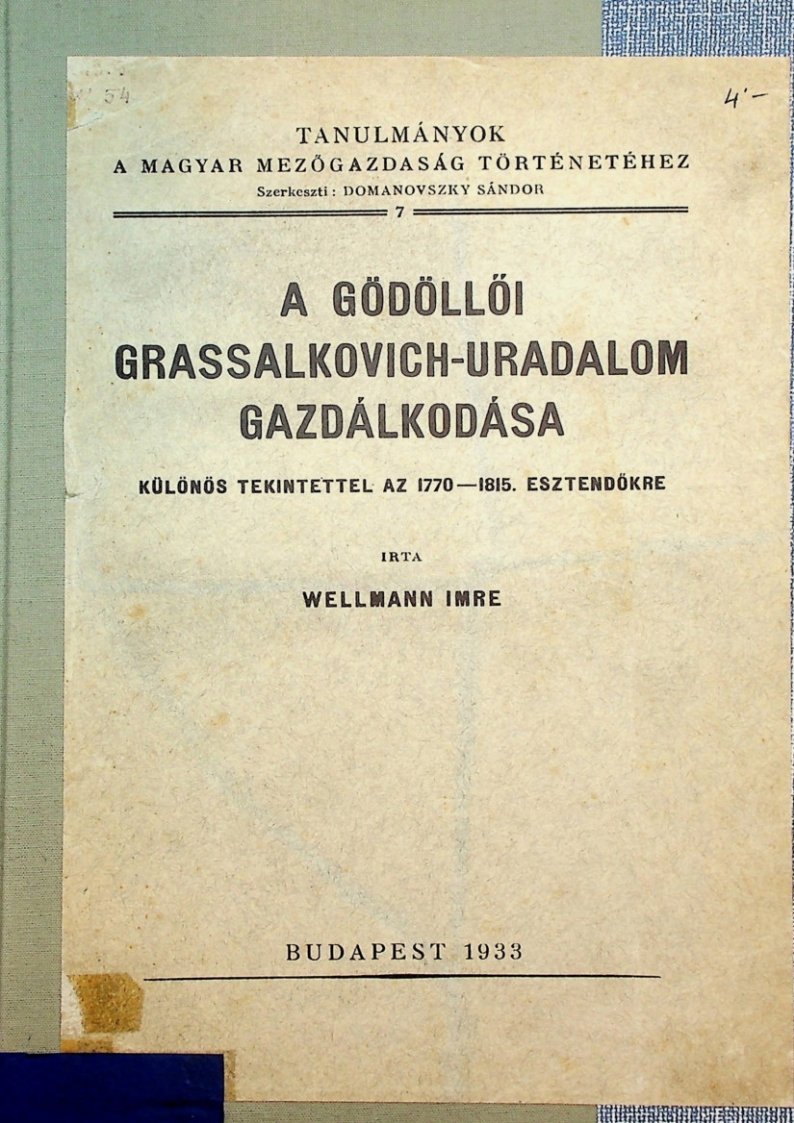 54
4'—
TANULMÁNYOK
A MAGYAR MEZŐGAZDASÁG TÖRTÉNETÉHEZ
Szerkeszti : DOMANOVSZKY SÁNDOR
7
A GÖDÖLLŐI
GRASSALKOVICH-URADALOM
GAZDÁLKODÁSA
KÜLÖNÖS TEKINTETTEL AZ 1770—1815. ESZTENDŐKRE
IRTA
WELLMANN IMRE
BUDAPEST 1933